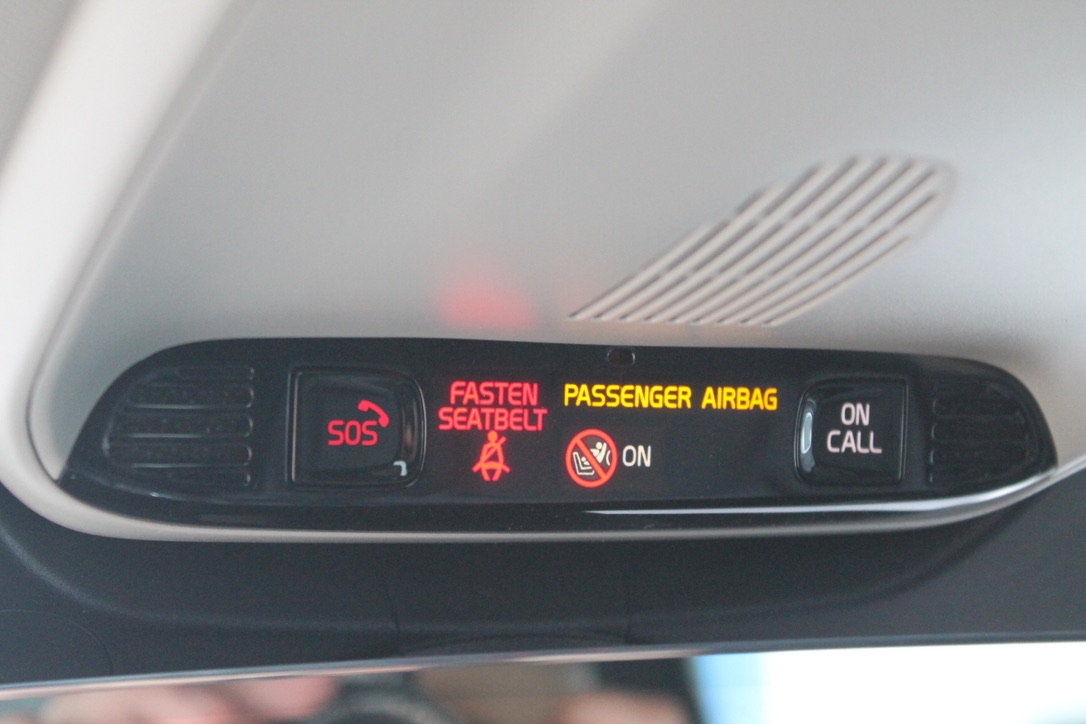 SOS
FASTEN
SEATBELT
PASSENGER AIRBAG
ON
ON
CALL